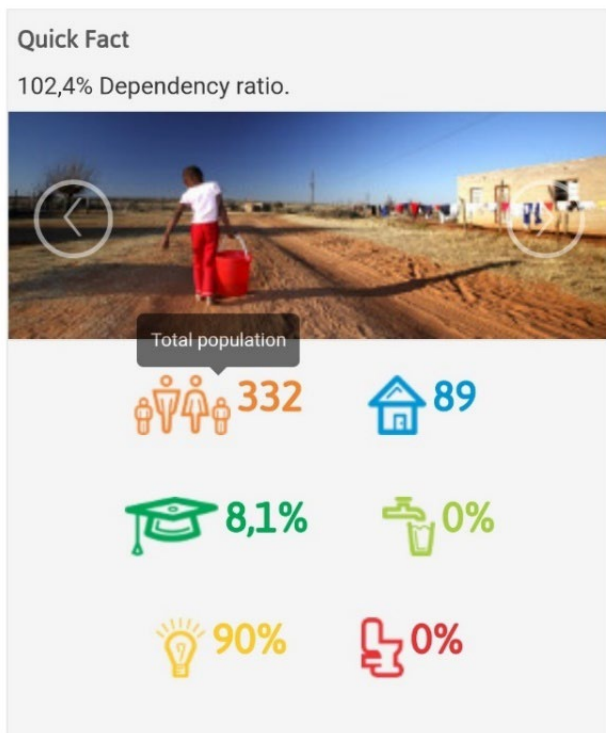 Quick Fact
102,4% Dependency ratio.
Total population
332
89
8,1%
0%
90%
0%